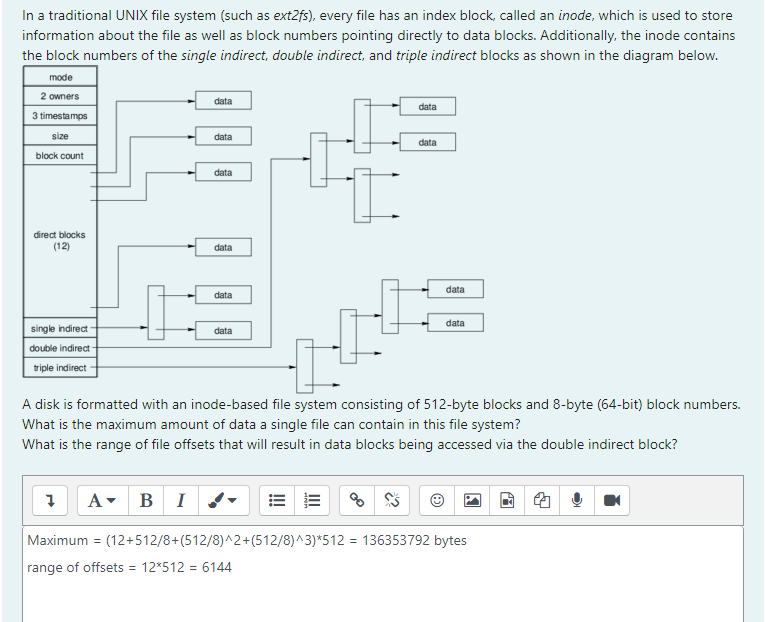 In a traditional UNIX file system (such as ext2fs), every file has an index block, called an inode, which is used to store
information about the file as well as block numbers pointing directly to data blocks. Additionally, the inode contains
the block numbers of the single indirect, double indirect, and triple indirect blocks as shown in the diagram below.
mode
2 owners
3 timestamps
size
block count
direct blocks
(12)
single indirect
double indirect
triple indirect
data
data
data
data
data
data
data
data
data
data
A disk is formatted with an inode-based file system consisting of 512-byte blocks and 8-byte (64-bit) block numbers.
What is the maximum amount of data a single file can contain in this file system?
What is the range of file offsets that will result in data blocks being accessed via the double indirect block?
A B I
Maximum = (12+512/8+(512/8)^2+(512/8)^3)*512 = 136353792 bytes
range of offsets = 12*512 = 6144